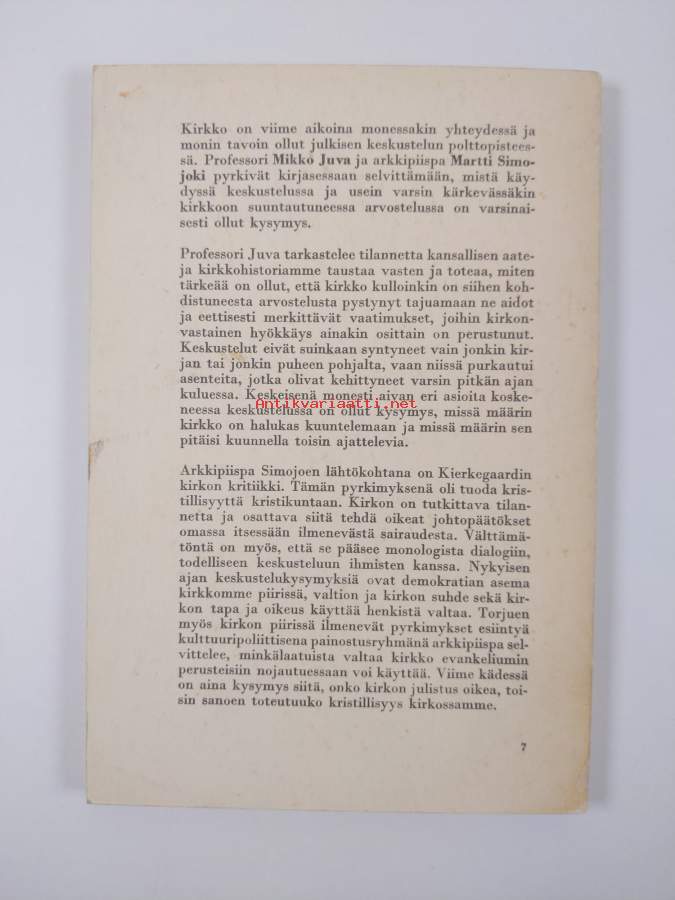 Kirkko on viime aikoina monessakin yhteydessä ja
monin tavoin ollut julkisen keskustelun polttopistees-
sä. Professori Mikko Juva ja arkkipiispa Martti Simo-
joki pyrkivät kirjasessaan selvittämään, mistä käy-
dyssä keskustelussa ja usein varsin kärkevässäkin
kirkkoon suuntautuneessa arvostelussa on varsinai-
sesti ollut kysymys.
Professori Juva tarkastelee tilannetta kansallisen aate-
ja kirkkohistoriamme taustaa vasten ja toteaa, miten
tärkeää on ollut, että kirkko kulloinkin on siihen koh-
distuneesta arvostelusta pystynyt tajuamaan ne aidot
ja eettisesti merkittävät vaatimukset, joihin kirkon-
vastainen hyökkäys ainakin osittain on perustunut.
Keskustelut eivät suinkaan syntyneet vain jonkin kir-
jan tai jonkin puheen pohjalta, vaan niissä purkautui
asenteita, jotka olivat kehittyneet varsin pitkän ajan
kuluessa. Keskeisenä monesti aivan eri asioita koske-
Antikvariaatti.net
neessa keskustelussa on ollut kysymys, missä määrin
kirkko on halukas kuuntelemaan ja missä määrin sen
pitäisi kuunnella toisin ajattelevia.
Arkkipiispa Simojoen lähtökohtana on Kierkegaardin
kirkon kritiikki. Tämän pyrkimyksenä oli tuoda kris-
tillisyyttä kristikuntaan. Kirkon on tutkittava tilan-
netta ja osattava siitä tehdä oikeat johtopäätökset
omassa itsessään ilmenevästä sairaudesta. Välttämä-
töntä on myös, että se pääsee monologista dialogiin,
todelliseen keskusteluun ihmisten kanssa. Nykyisen
ajan keskustelukysymyksiä ovat demokratian asema
kirkkomme piirissä, valtion ja kirkon suhde sekä kir-
kon tapa ja oikeus käyttää henkistä valtaa. Torjuen
myös kirkon piirissä ilmenevät pyrkimykset esiintyä
kulttuuripoliittisena painostusryhmänä arkkipiispa sel-
vittelee, minkälaatuista valtaa kirkko evankeliumin
perusteisiin nojautuessaan voi käyttää. Viime kädessä
on aina kysymys siitä, onko kirkon julistus oikea, toi-
sin sanoen toteutuuko kristillisyys kirkossamme.
7